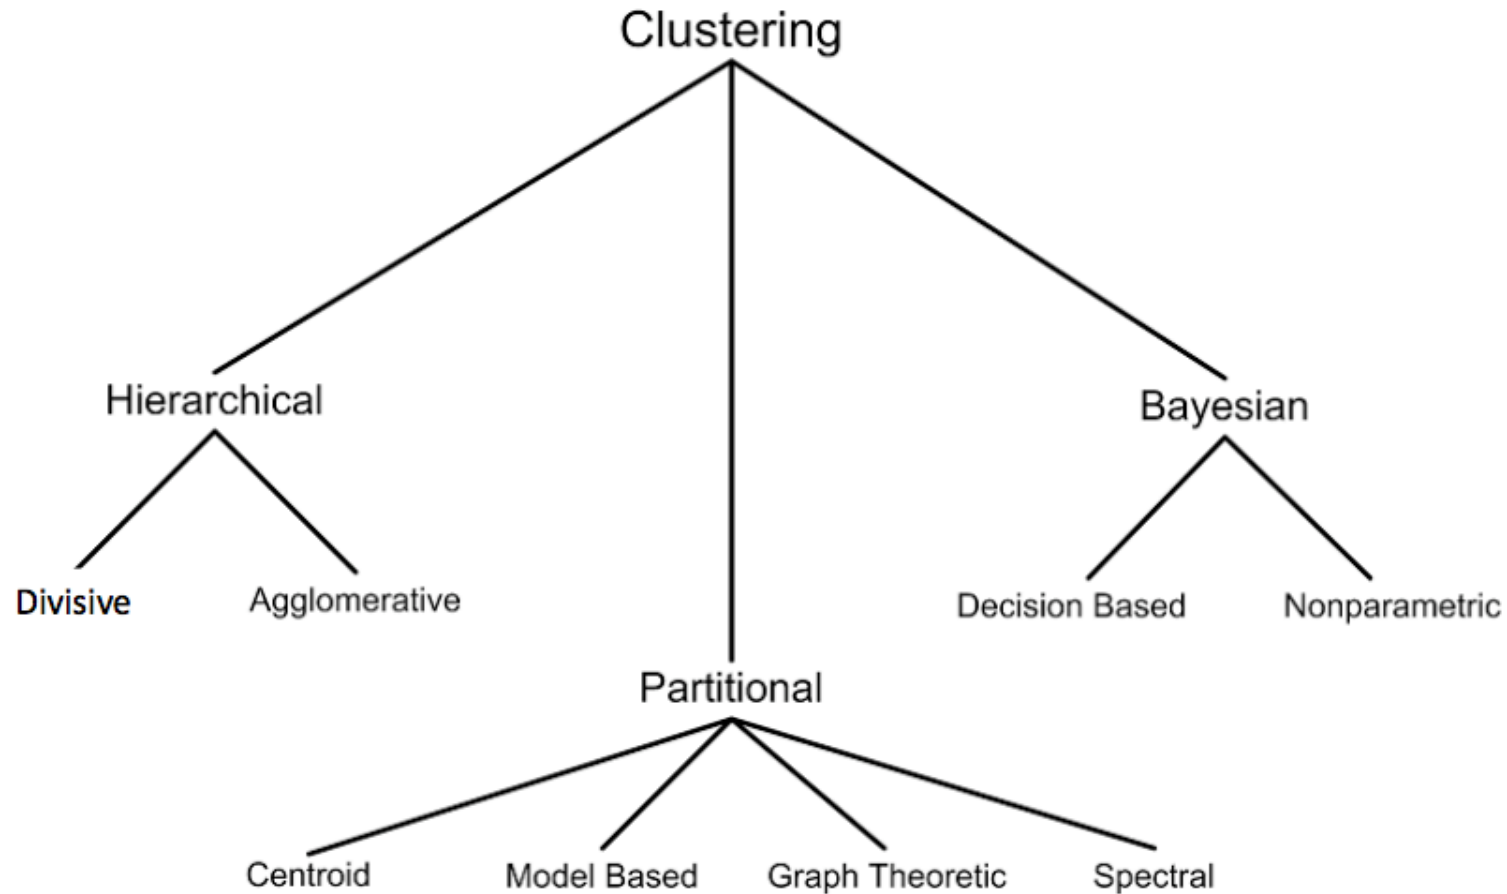 Clustering
Hierarchical
Bayesian
Divisive
Agglomerative
Decision Based
Nonparametric
Partitional
Centroid
Model Based
Graph Theoretic
Spectral